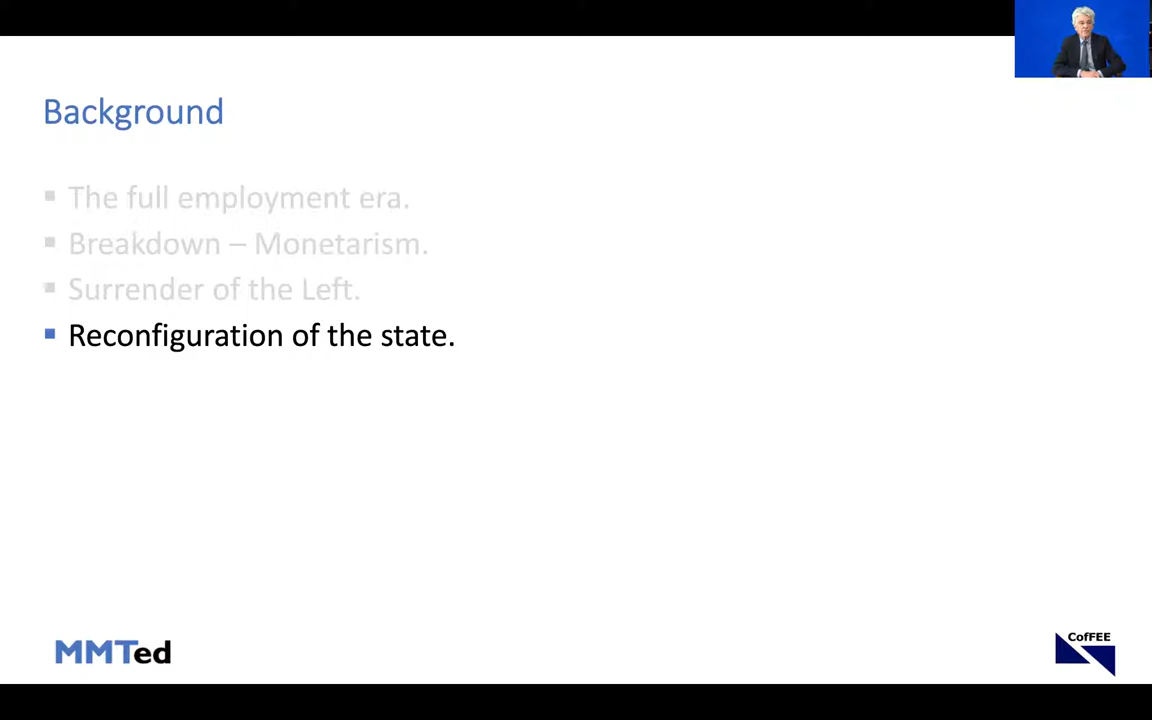 Background
▪ The full employment era.
▪ Breakdown – Monetarism.
▪ Surrender of the Left.
▪ Reconfiguration of the state.
MMTed
CofFEE